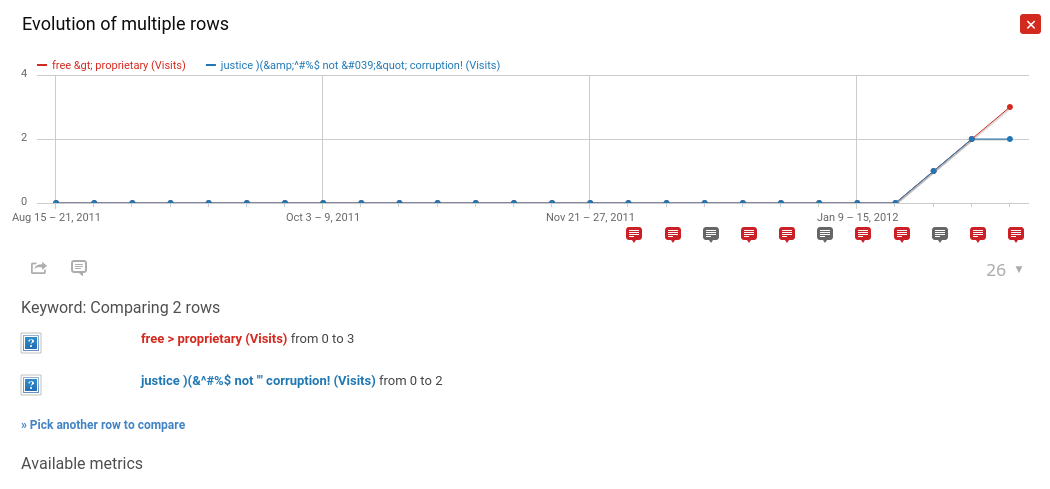 Evolution of multiple rows
free &gt; proprietary (Visits) justice )(&amp;^#%$ not &#039;&quot; corruption! (Visits)
4
2
0
Aug 15 – 21, 2011 Oct 3 – 9, 2011 Nov 21 – 27, 2011 Jan 9 – 15, 2012
26
Keyword: Comparing 2 rows
? free > proprietary (Visits) from 0 to 3
? justice )(&^#%$ not '" corruption! (Visits) from 0 to 2
» Pick another row to compare
Available metrics